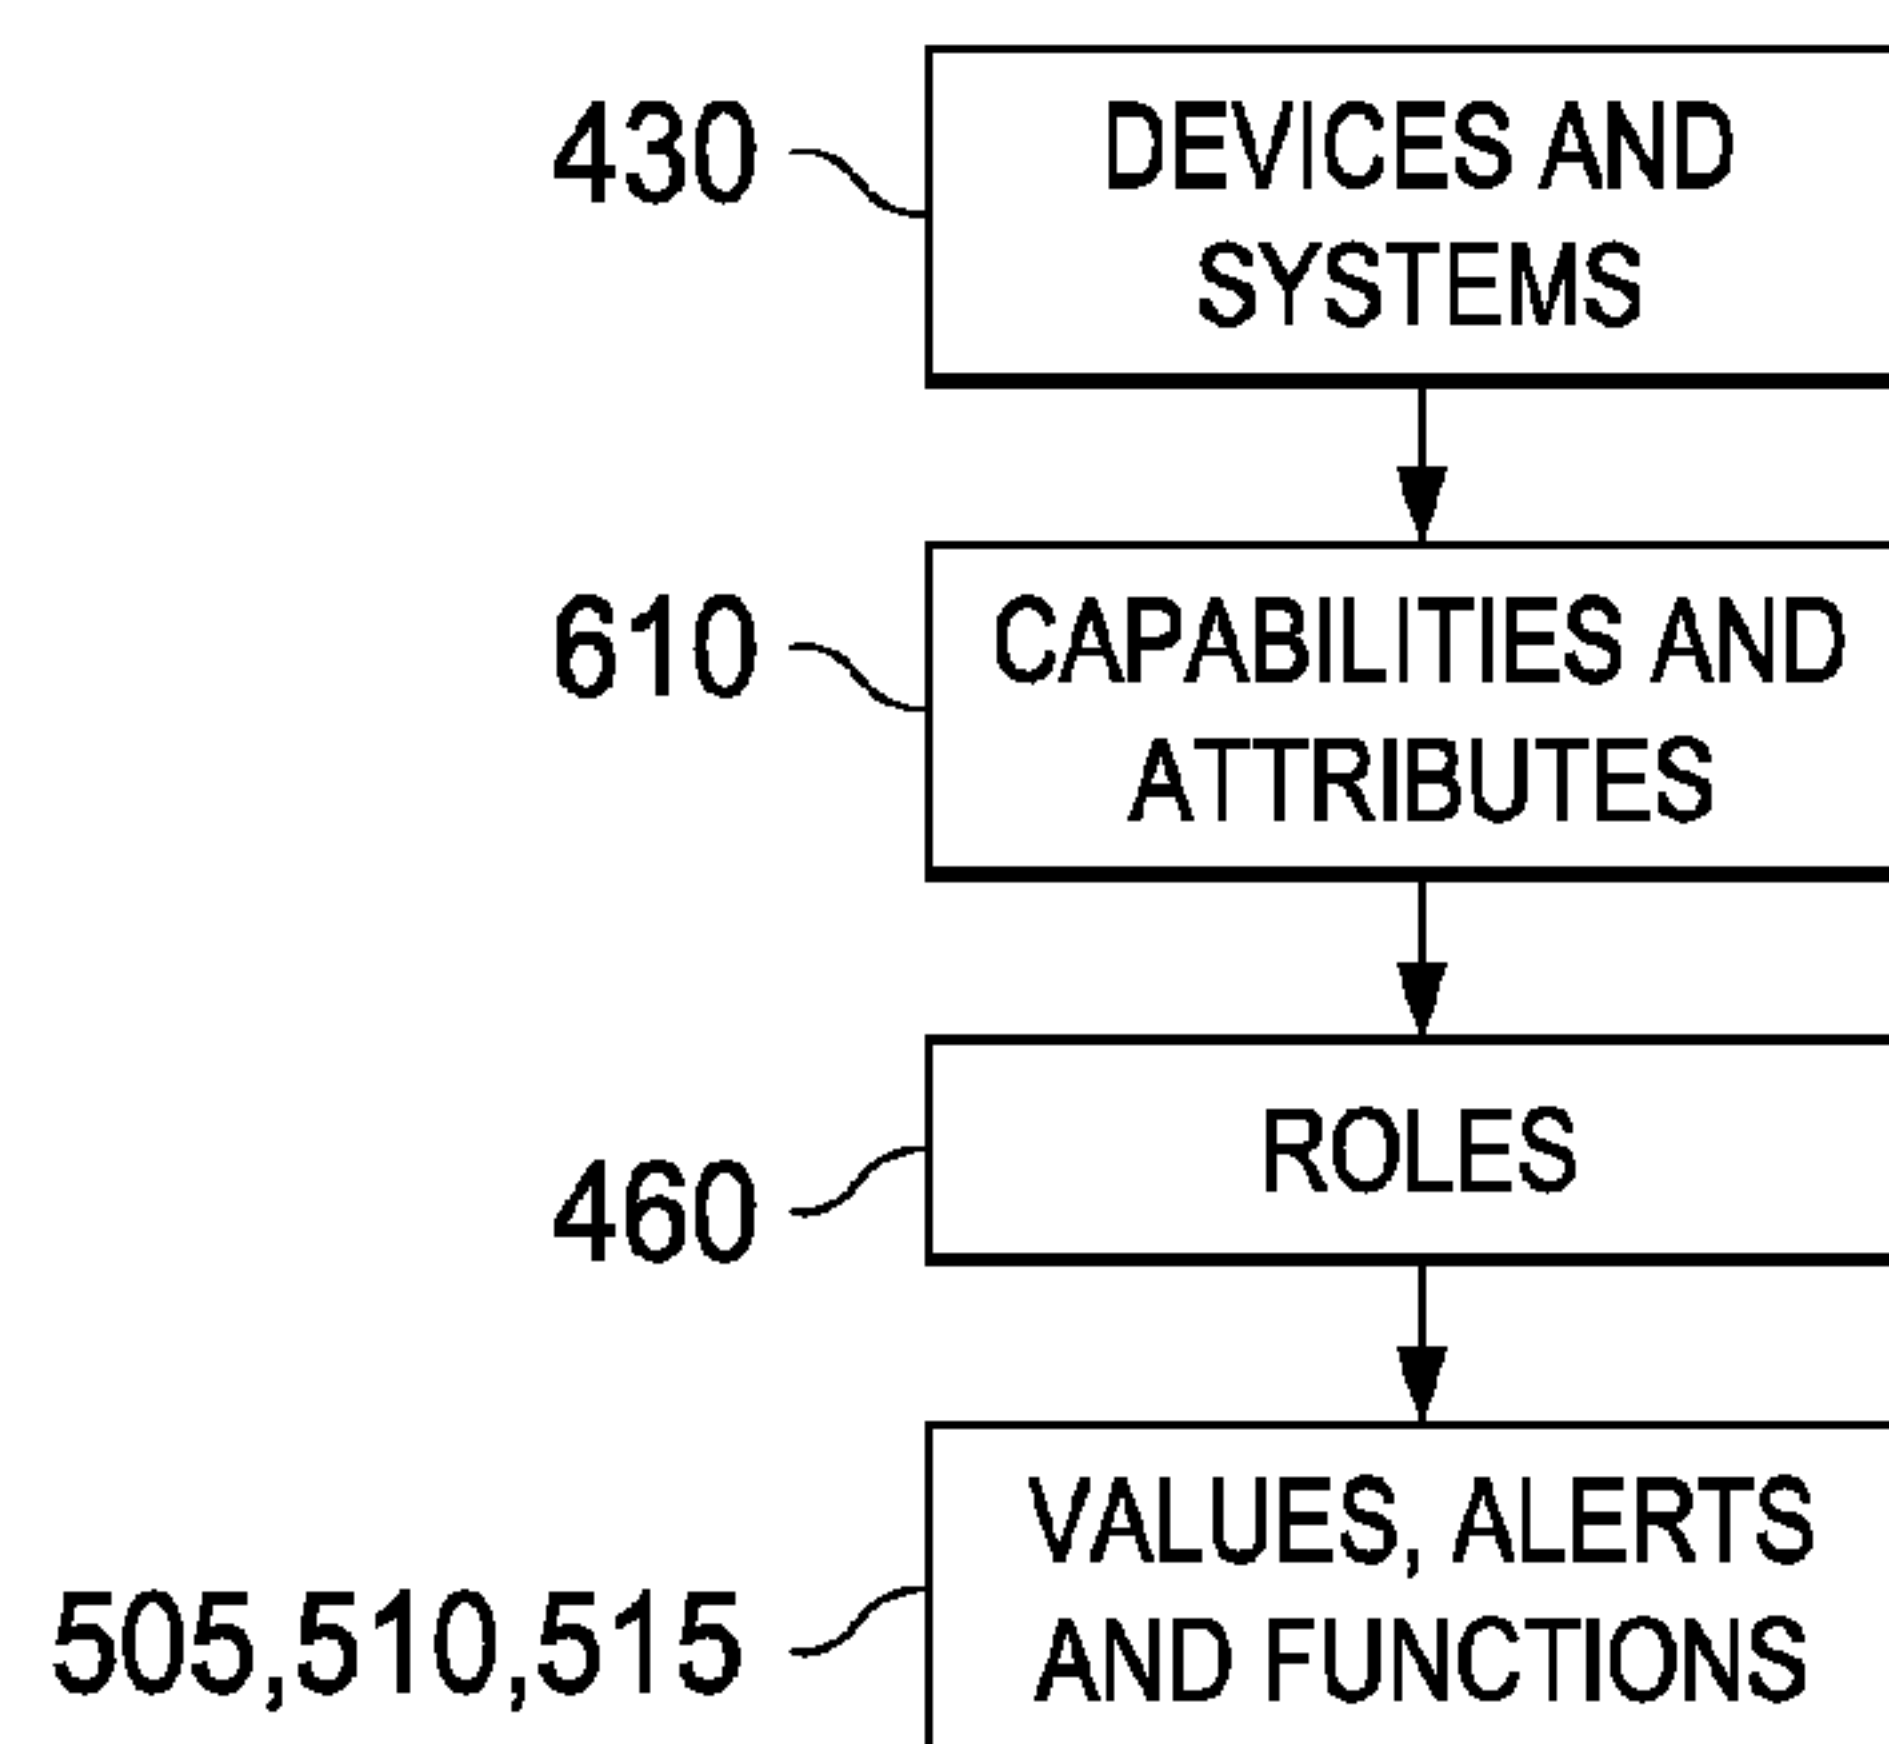 430
DEVICES AND
SYSTEMS
610
CAPABILITIES AND
ATTRIBUTES
ROLES
460
VALUES, ALERTS
505,510,515
AND FUNCTIONS